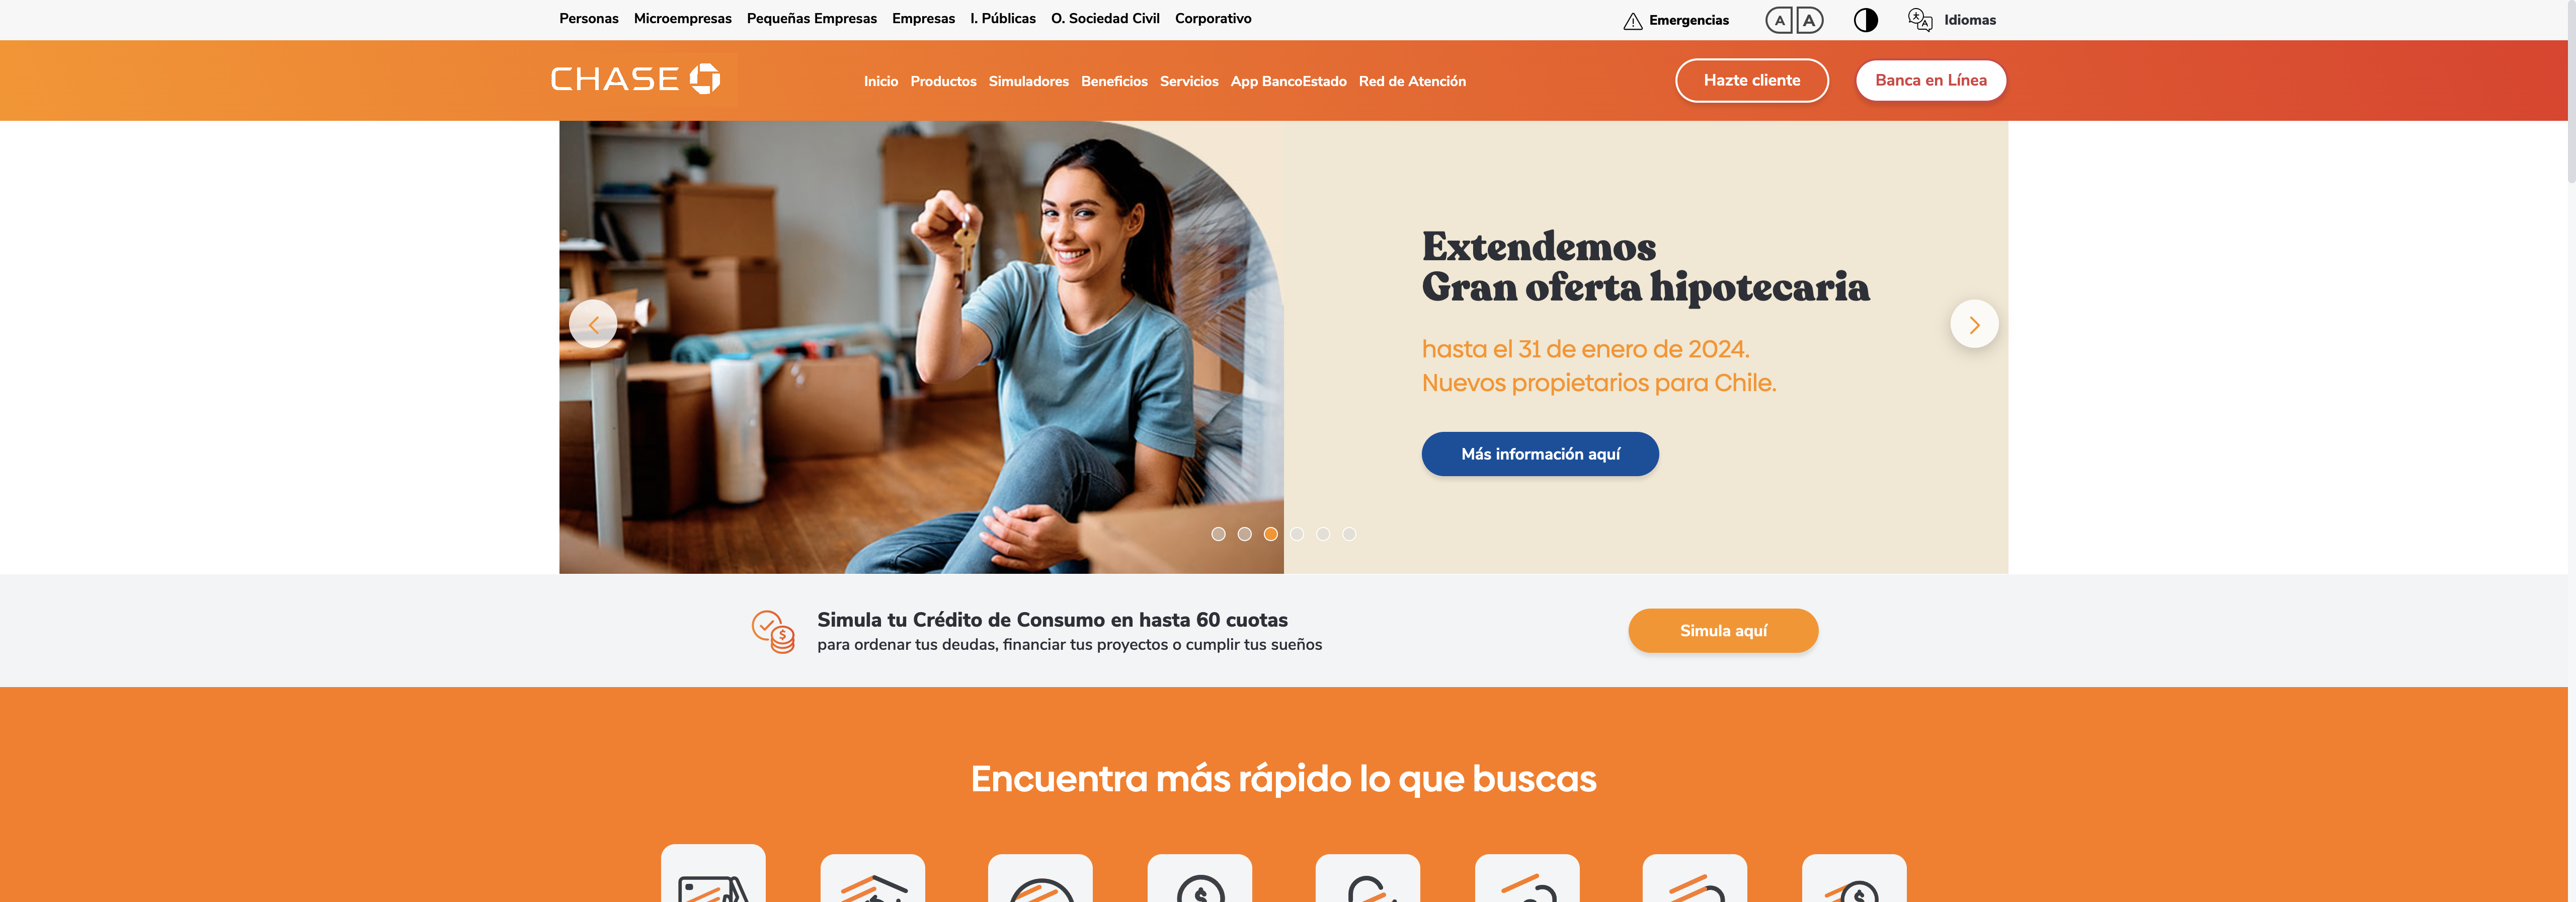 Personas Microempresas Pequeñas Empresas Empresas I. Públicas O. Sociedad Civil Corporativo
Emergencias A A Idiomas
CHASE
Inicio Productos Simuladores Beneficios Servicios App BancoEstado Red de Atención
Hazte cliente
Banca en Línea
Extendemos
Gran oferta hipotecaria
hasta el 31 de enero de 2024.
Nuevos propietarios para Chile.
Más información aquí
Simula tu Crédito de Consumo en hasta 60 cuotas
para ordenar tus deudas, financiar tus proyectos o cumplir tus sueños
Simula aquí
Encuentra más rápido lo que buscas